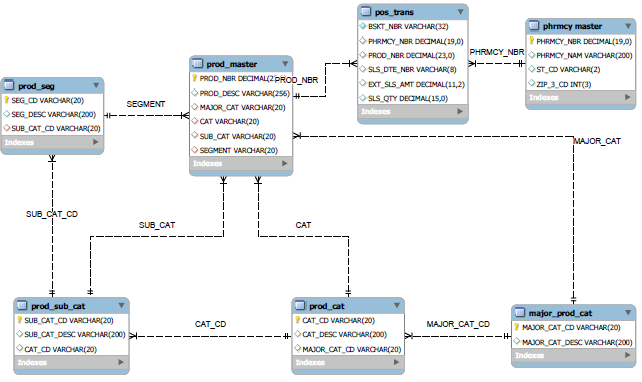 pos_trans
BSKT_NBR VARCHAR(32)
PHRMCY_NBR DECIMAL(19,0)
PROD_NBR DECIMAL(23,0)
SLS_DTE_NBR VARCHAR(8)
EXT_SLS_AMT DECIMAL(11,2)
SLS_QTY DECIMAL(15,0)
Indexes
phrmcy master
PHRMCY_NBR DECIMAL(19,0)
PHRMCY_NAM VARCHAR(200)
ST_CD VARCHAR(2)
ZIP_3_CD INT(3)
Indexes
PHRMCY_NBR
prod_master
PROD_NBR DECIMAL(2
PROD_DESC VARCHAR(256)
MAJOR_CAT VARCHAR(20)
CAT VARCHAR(20)
SUB_CAT VARCHAR(20)
SEGMENT VARCHAR(20)
Indexes
PROD_NBR
prod_seg
SEG_CD VARCHAR(20)
SEG_DESC VARCHAR(200)
SUB_CAT_CD VARCHAR(20)
Indexes
SEGMENT
MAJOR_CAT
SUB_CAT_CD
SUB_CAT
CAT
prod_sub_cat
SUB_CAT_CD VARCHAR(20)
SUB_CAT_DESC VARCHAR(200)
CAT_CD VARCHAR(20)
Indexes
CAT_CD
prod_cat
CAT_CD VARCHAR(20)
CAT_DESC VARCHAR(200)
MAJOR_CAT_CD VARCHAR(20)
Indexes
MAJOR_CAT_CD
major_prod_cat
MAJOR_CAT_CD VARCHAR(20)
MAJOR_CAT_DESC VARCHAR(200)
Indexes